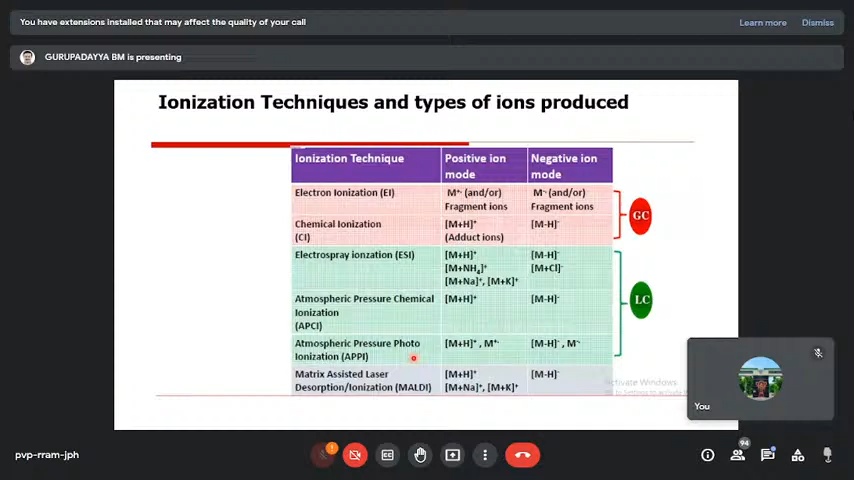 You have extensions installed that may affect the quality of your call
Learn more
Dismiss
GURUPADAYYA BM is presenting
Ionization Techniques and types of ions produced
Ionization Technique
Positive ion mode
Negative ion mode
Electron Ionization (EI)
M⁺· (and/or)
Fragment ions
M⁻· (and/or)
Fragment ions
Chemical Ionization
(CI)
[M+H]⁺
(Adduct ions)
[M-H]⁻
GC
Electrospray ionzation (ESI)
[M+H]⁺
[M+NH₄]⁺
[M+Na]⁺, [M+K]⁺
[M-H]⁻
[M+Cl]⁻
Atmospheric Pressure Chemical
Ionization
(APCI)
[M+H]⁺
[M-H]⁻
LC
Atmospheric Pressure Photo
Ionization (APPI)
[M+H]⁺ , M⁺·
[M-H]⁻ , M⁻·
Matrix Assisted Laser
Desorption/Ionization (MALDI)
[M+H]⁺
[M+Na]⁺, [M+K]⁺
[M-H]⁻
Activate Windows
You
pvp-rram-jph
94